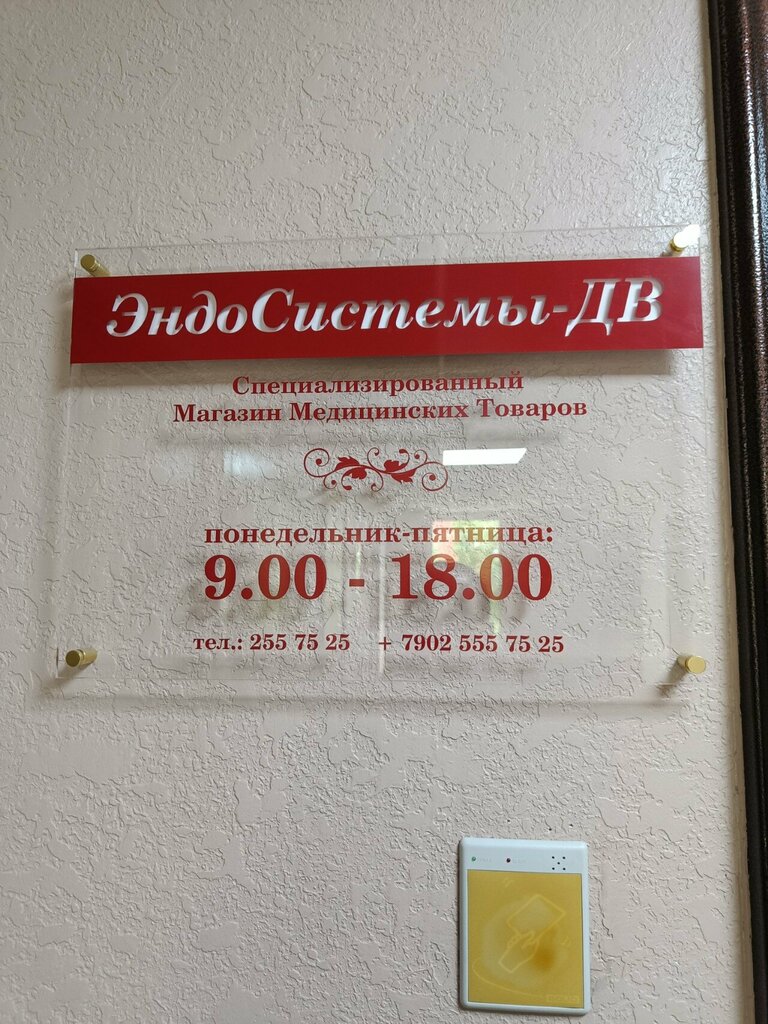 ЭндоСистемы-ДВ
Специализированный
Магазин Медицинских Товаров
понедельник-пятница:
9.00 - 18.00
тел.: 255 75 25 + 7902 555 75 25